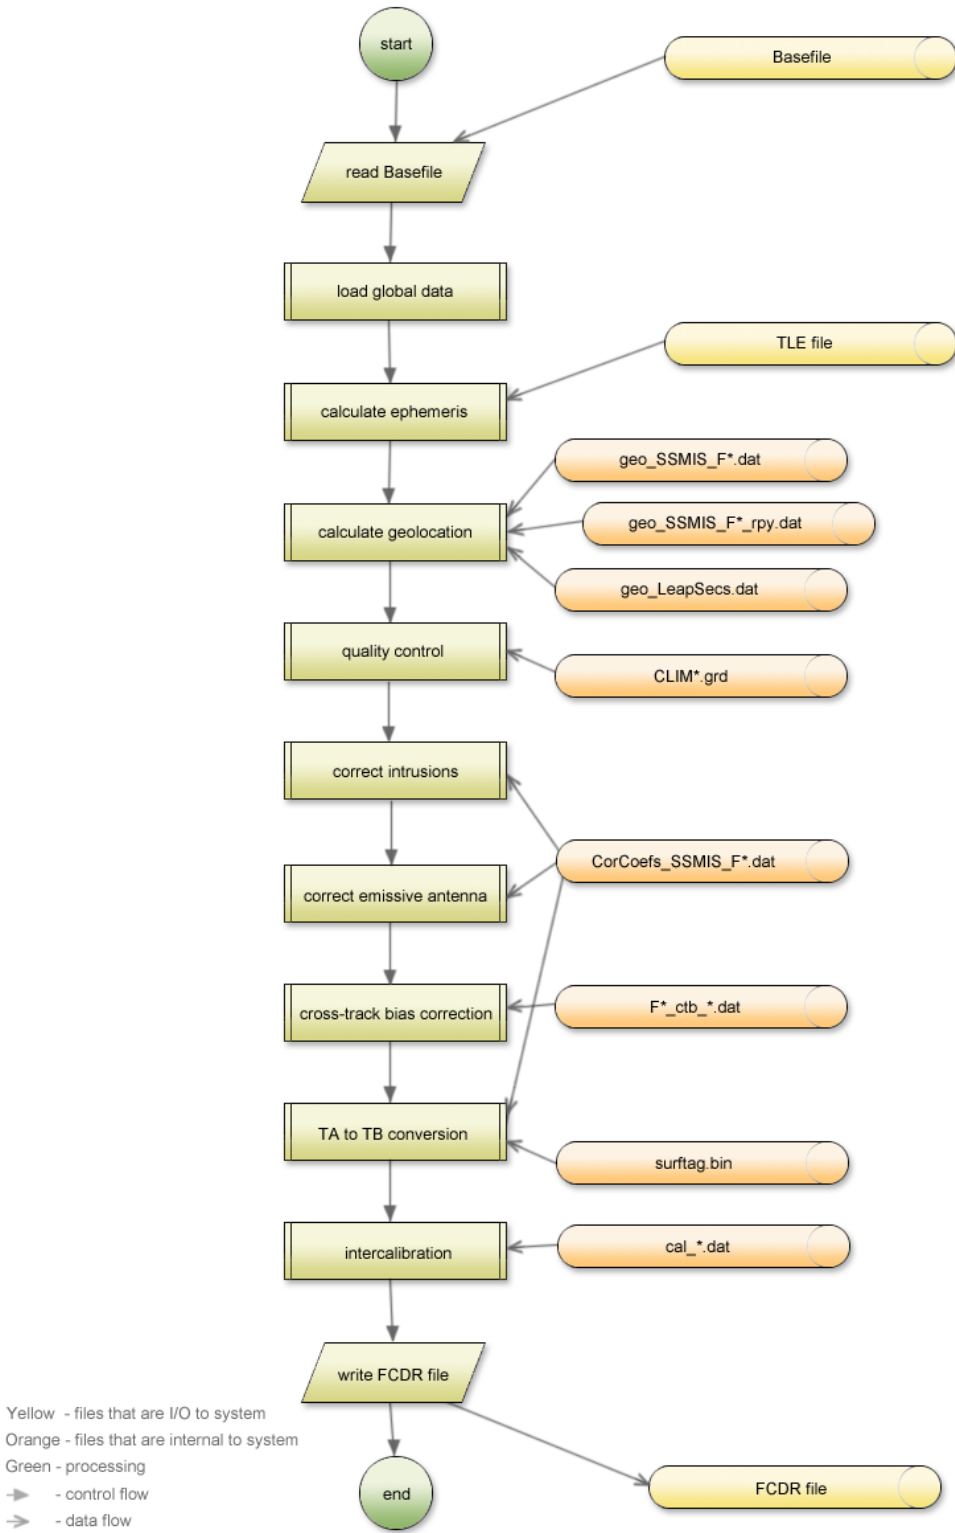 start
Basefile
read Basefile
load global data
TLE file
calculate ephemeris
geo_SSMIS_F*.dat
geo_SSMIS_F*_rpy.dat
calculate geolocation
geo_LeapSecs.dat
quality control
CLIM*.grd
correct intrusions
CorCoefs_SSMIS_F*.dat
correct emissive antenna
F*_ctb_*.dat
cross-track bias correction
TA to TB conversion
surftag.bin
cal_*.dat
intercalibration
write FCDR file
Yellow - files that are I/O to system
Orange - files that are internal to system
Green - processing
- control flow
- data flow
end
FCDR file